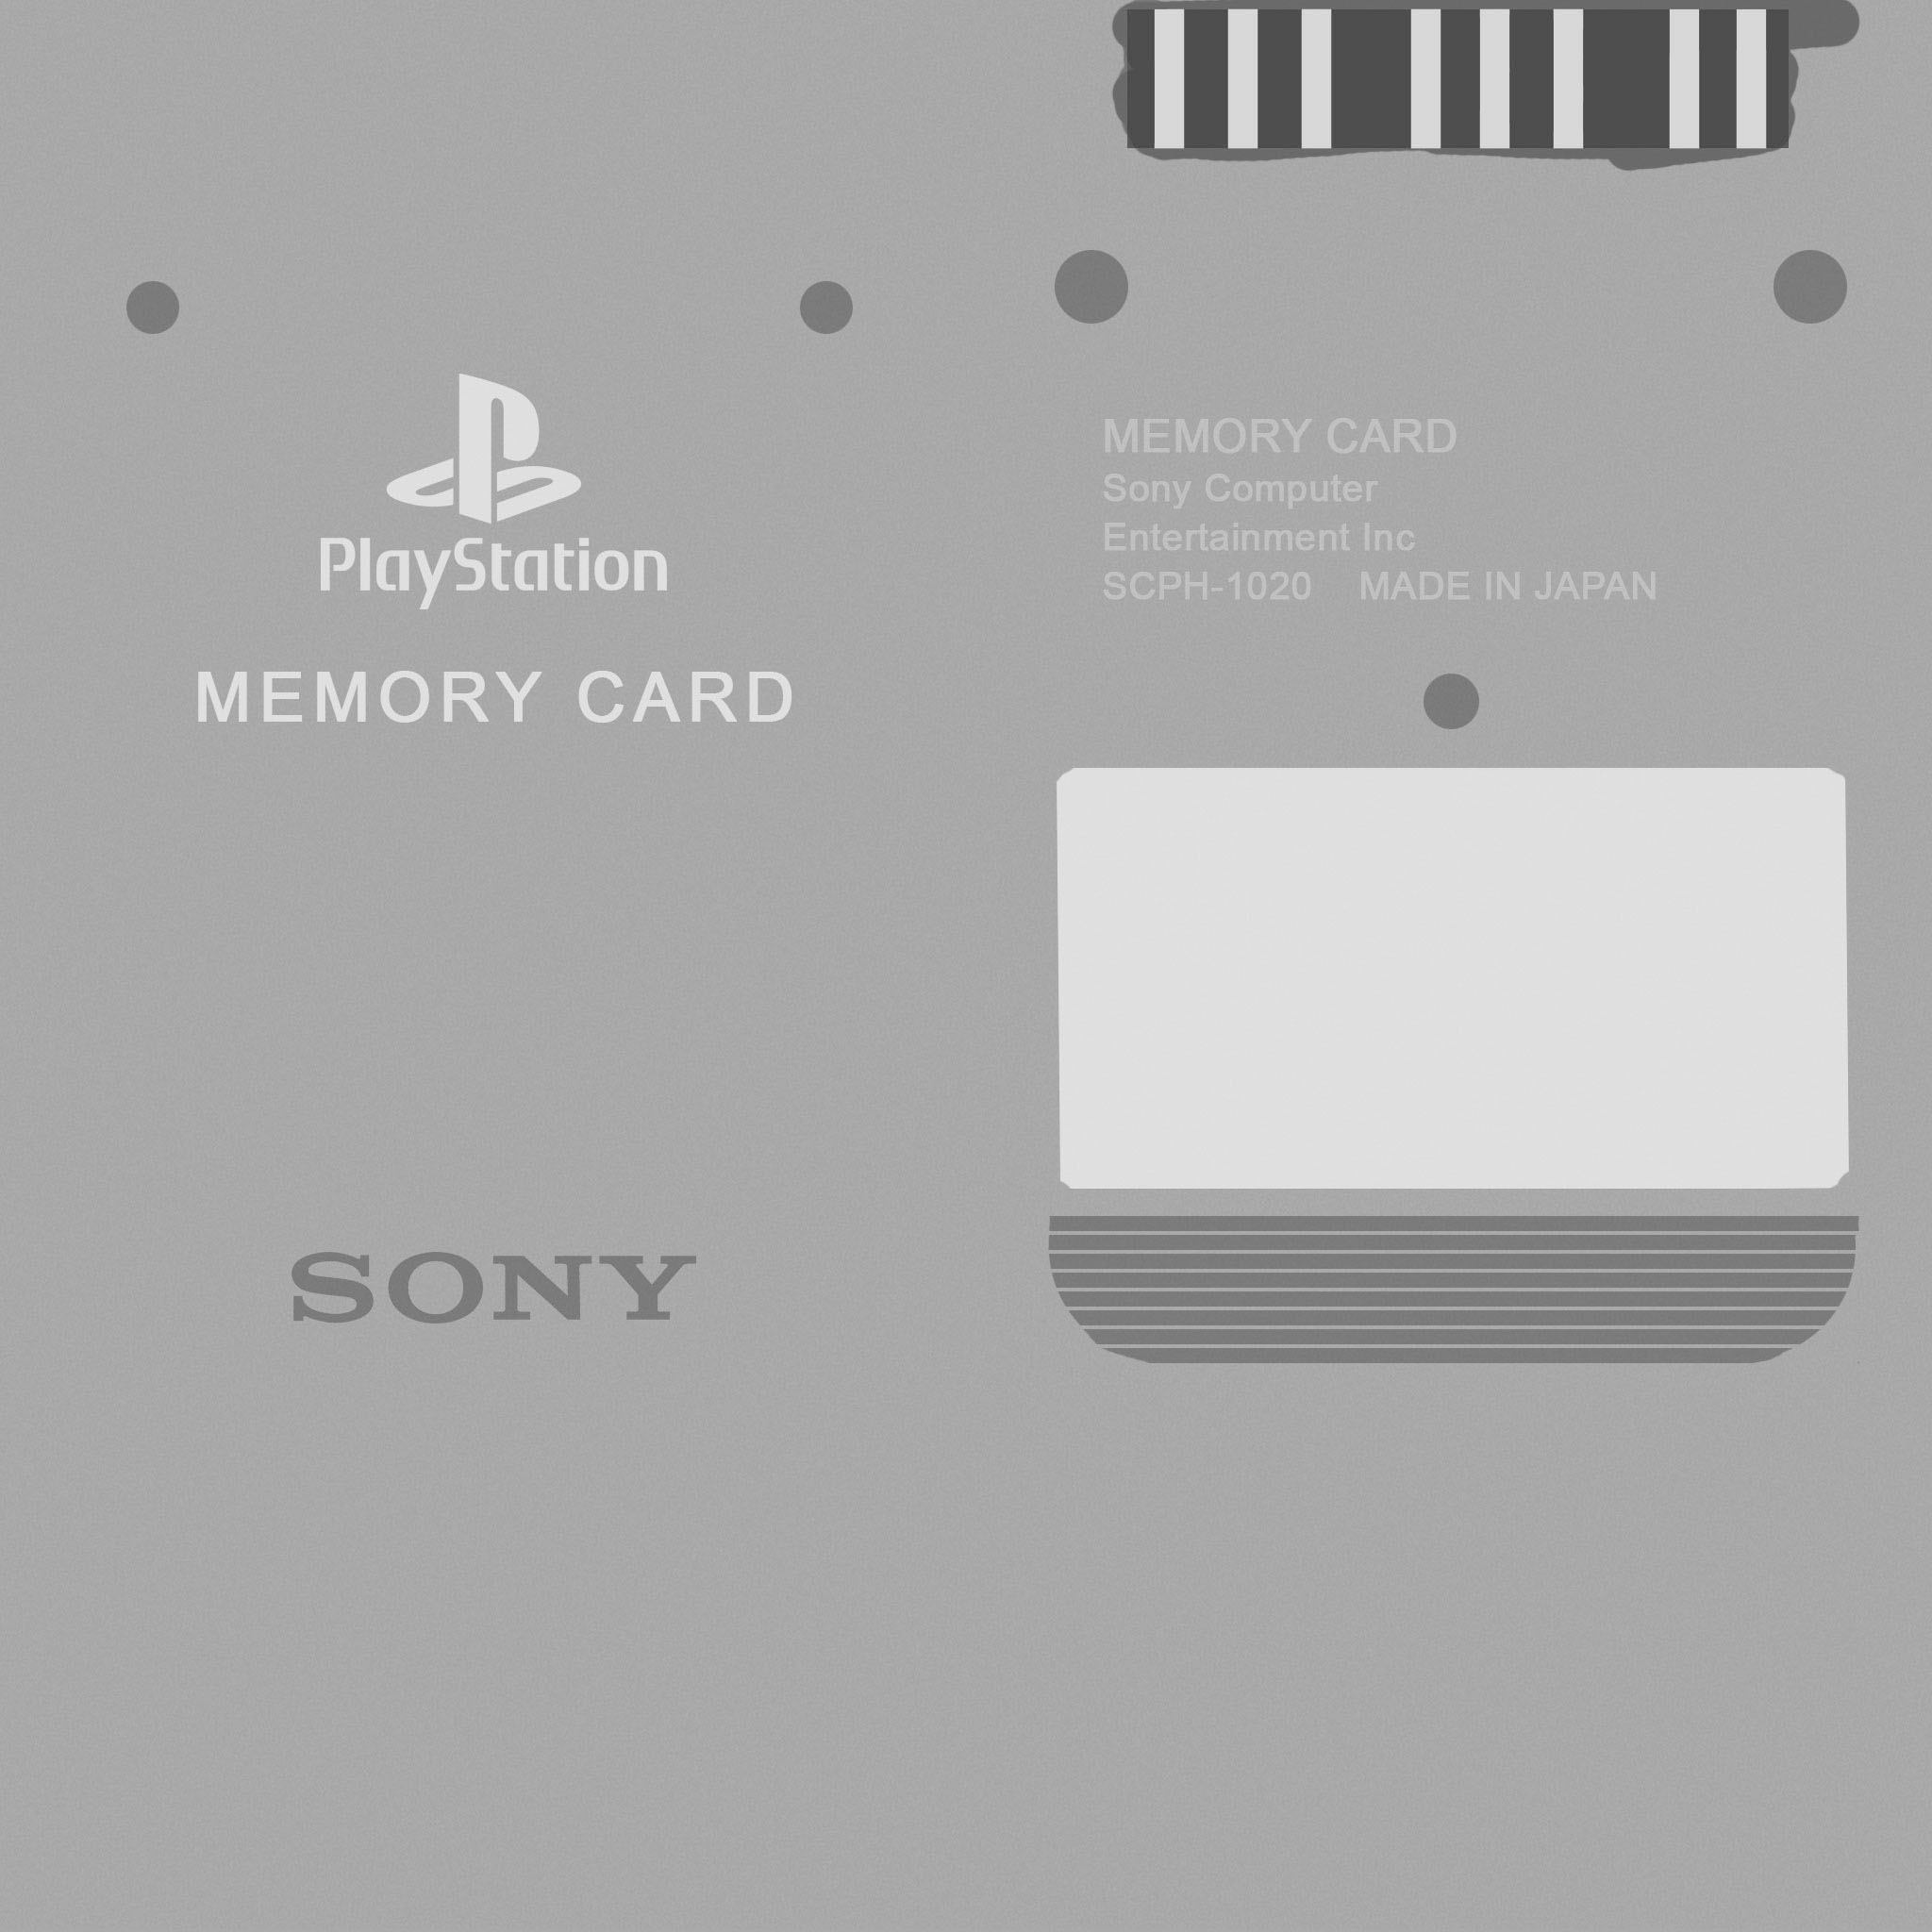 PlayStation
MEMORY CARD
SONY
MEMORY CARD
Sony Computer
Entertainment Inc
SCPH-1020 MADE IN JAPAN